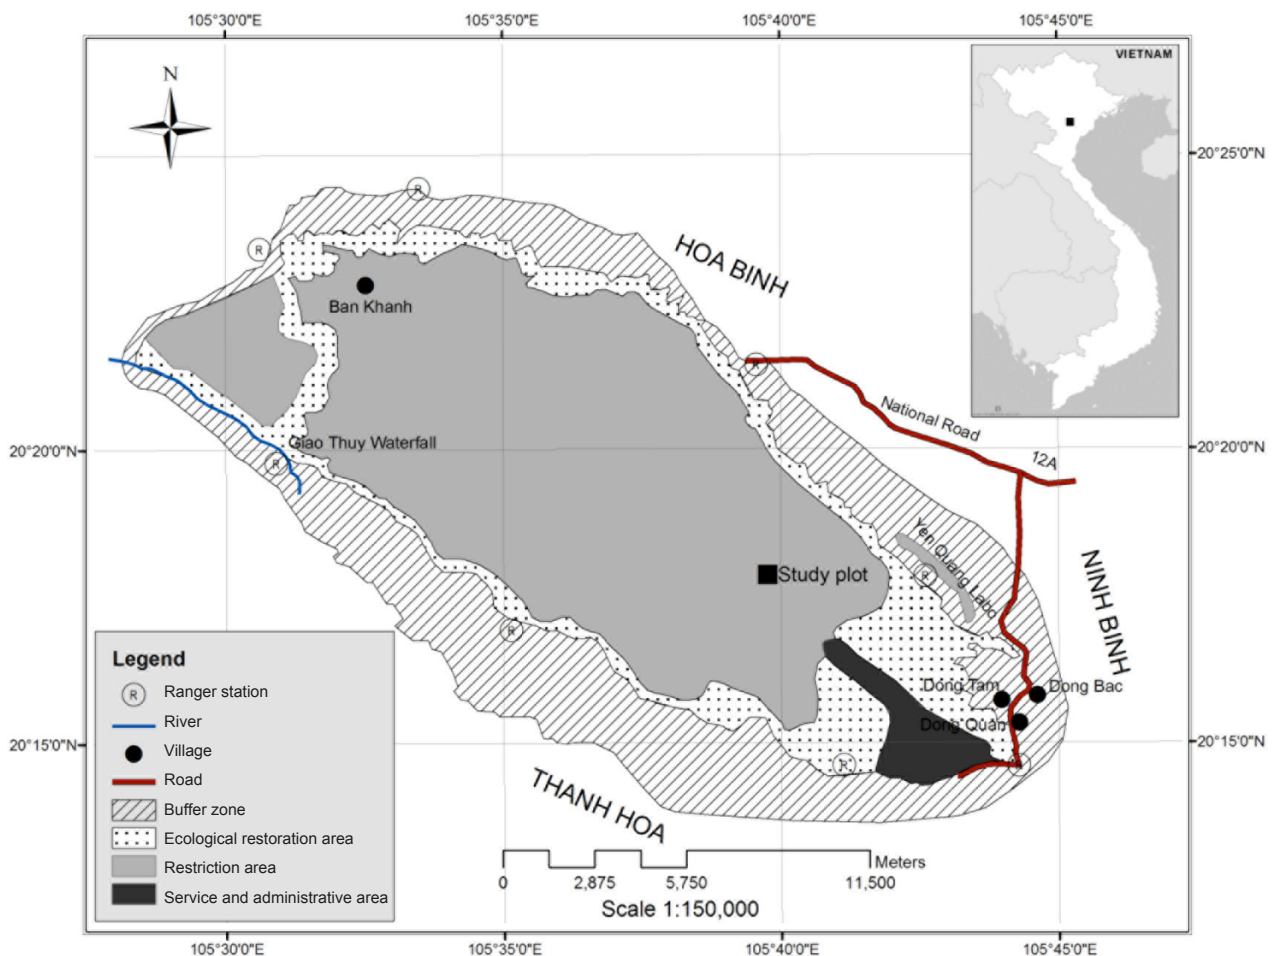 105°30'0"E 105°35'0"E 105°40'0"E 105°45'0"E
VIETNAM
N
20°25'0"N
R
R
HOA BINH
Ban Khanh
R
National Road
12A
Giao Thuy Waterfall
20°20'0"N
20°20'0"N
R
Yen Quang Labo
R
Study plot
NINH BINH
R
Dong Tam
Dong Bac
Dong Quan
20°15'0"N
20°15'0"N
R
R
THANH HOA
Legend
R Ranger station
River
Village
Road
Buffer zone
Ecological restoration area
Restriction area
Service and administrative area
Meters
0 2,875 5,750 11,500
Scale 1:150,000
105°30'0"E 105°35'0"E 105°40'0"E 105°45'0"E